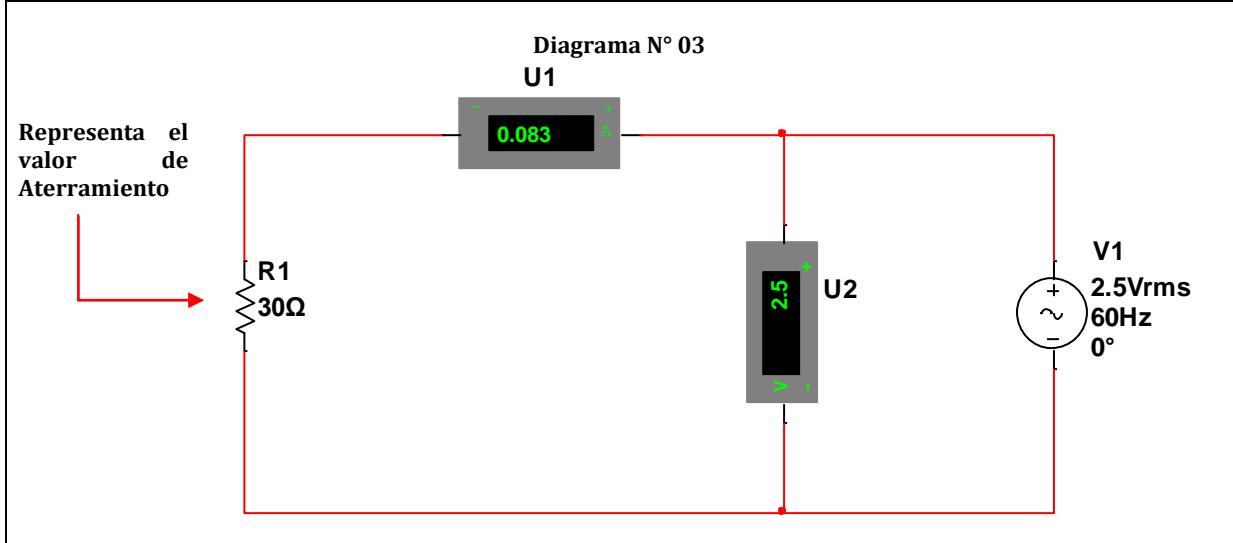 Diagrama N° 03
U1
- +
0.083 A
Representa el
valor de
Aterramiento
R1
30Ω
+
2.5
V -
U2
V1
2.5Vrms
60Hz
0°
+
~
−